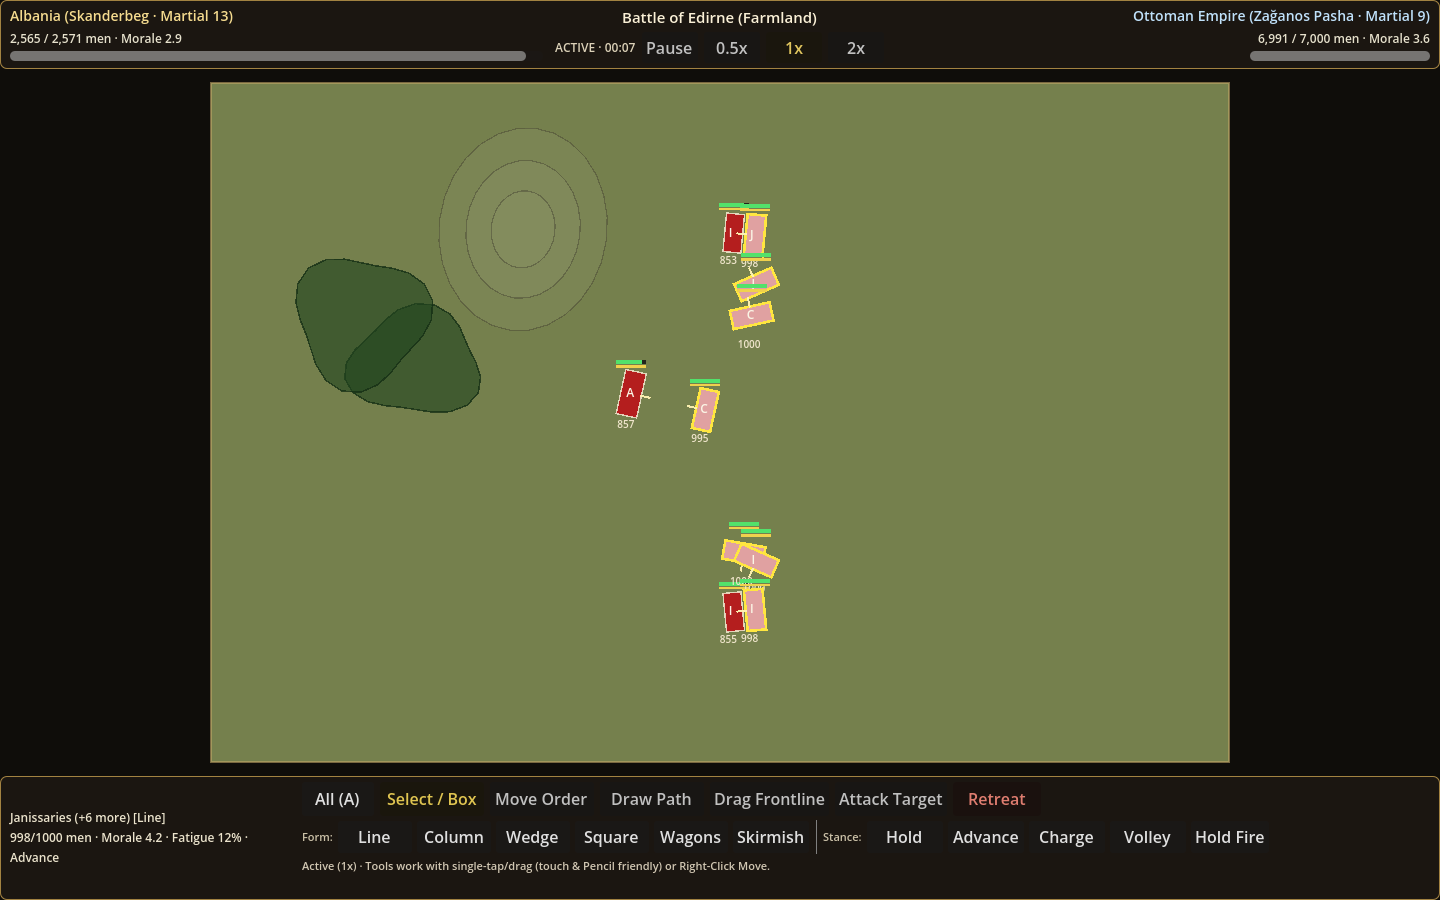 Albania (Skanderbeg · Martial 13)
2,565 / 2,571 men · Morale 2.9
Battle of Edirne (Farmland)
ACTIVE · 00:07 Pause 0.5x 1x 2x
Ottoman Empire (Zağanos Pasha · Martial 9)
6,991 / 7,000 men · Morale 3.6
I J
853 998
C
1000
A
857
C
995
I
I I
855 998
All (A) Select / Box Move Order Draw Path Drag Frontline Attack Target Retreat
Janissaries (+6 more) [Line]
998/1000 men · Morale 4.2 · Fatigue 12% ·
Advance
Form: Line Column Wedge Square Wagons Skirmish Stance: Hold Advance Charge Volley Hold Fire
Active (1x) · Tools work with single-tap/drag (touch & Pencil friendly) or Right-Click Move.